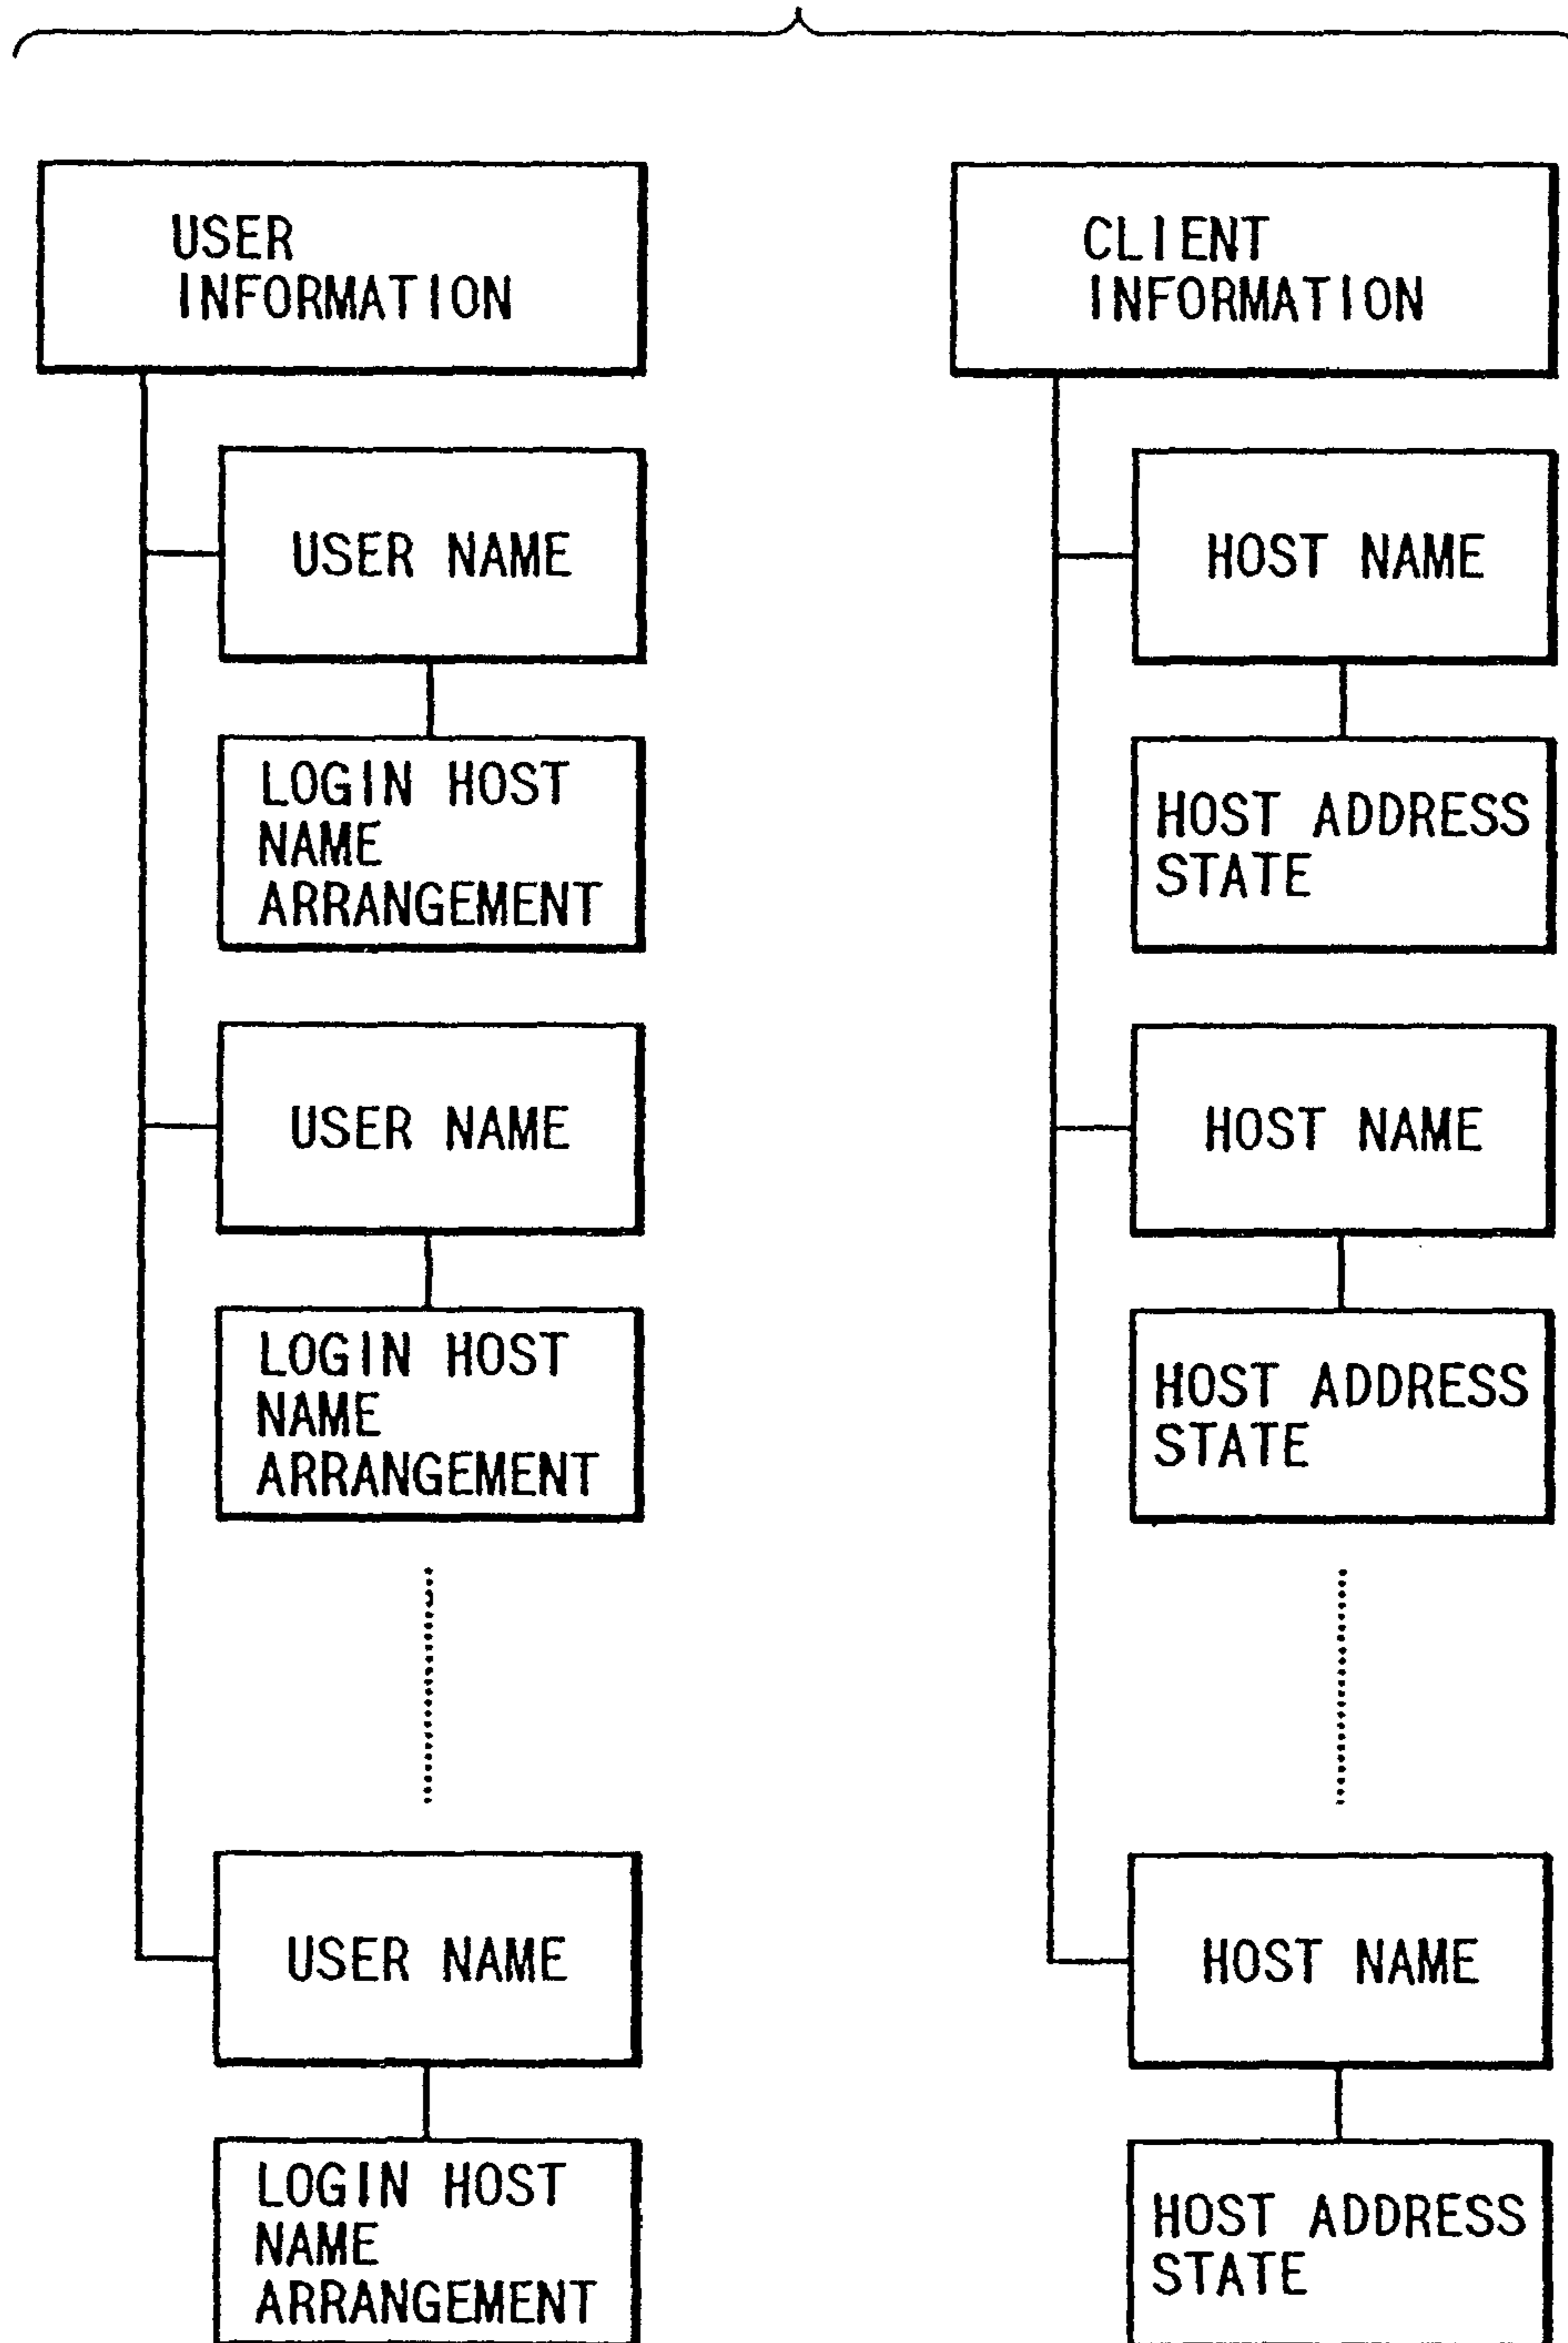 USER
INFORMATION
USER NAME
LOGIN HOST
NAME
ARRANGEMENT
USER NAME
LOGIN HOST
NAME
ARRANGEMENT
USER NAME
LOGIN HOST
NAME
ARRANGEMENT
CLIENT
INFORMATION
HOST NAME
HOST ADDRESS
STATE
HOST NAME
HOST ADDRESS
STATE
HOST NAME
HOST ADDRESS
STATE